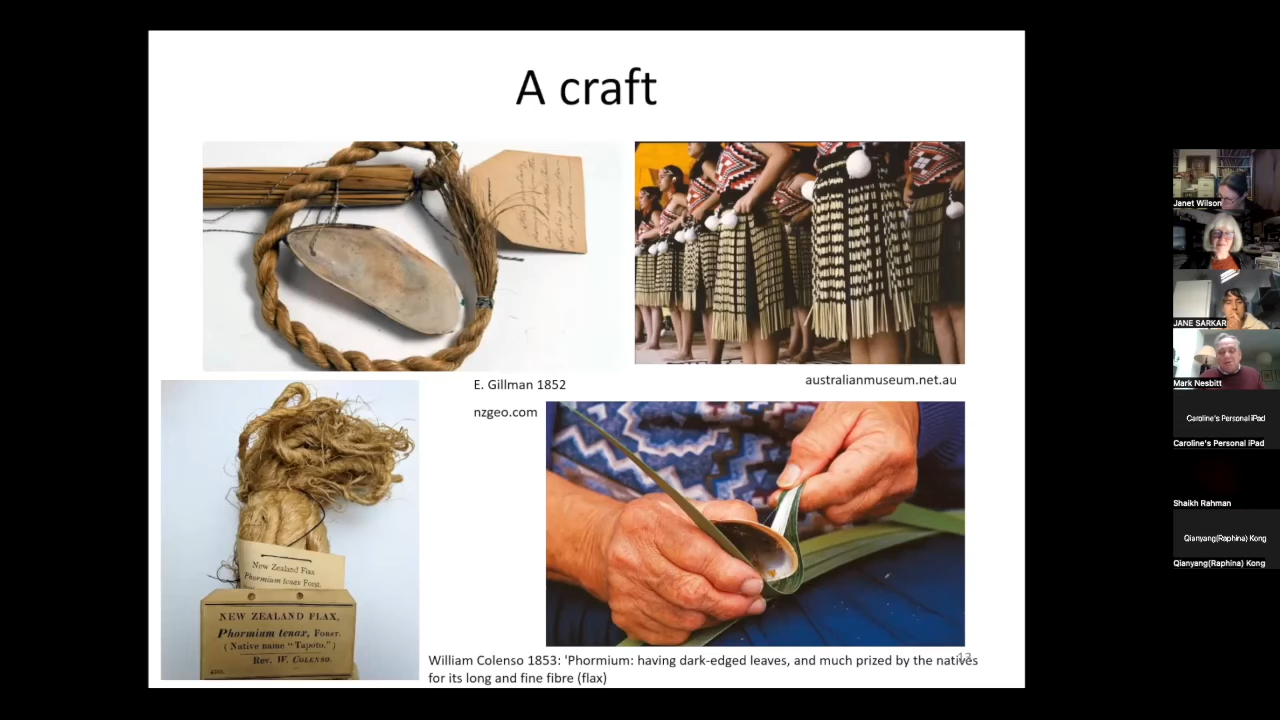 A craft
E. Gillman 1852
australianmuseum.net.au
nzgeo.com
New Zealand Flax
Phormium tenax Forst.
NEW ZEALAND FLAX,
Phormium tenax, Forst.
( Native name "Tapoto." )
Rev. W. Colenso.
William Colenso 1853: 'Phormium: having dark-edged leaves, and much prized by the natives
for its long and fine fibre (flax)
13
Janet Wilson
JANE SARKAR
Mark Nesbitt
Caroline's Personal iPad
Caroline's Personal iPad
Shaikh Rahman
Qianyang(Raphina) Kong
Qianyang(Raphina) Kong